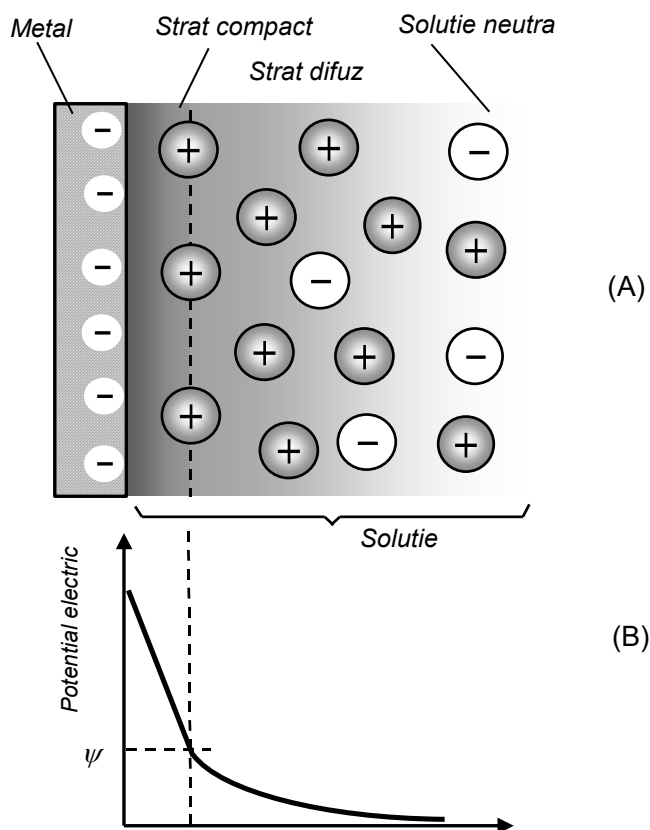 Metal
Strat compact
Solutie neutra
Strat difuz
- + + -
- + +
+
- + -
- + + -
- +
- + - +
(A)
Solutie
Potential electric
(B)
ψ